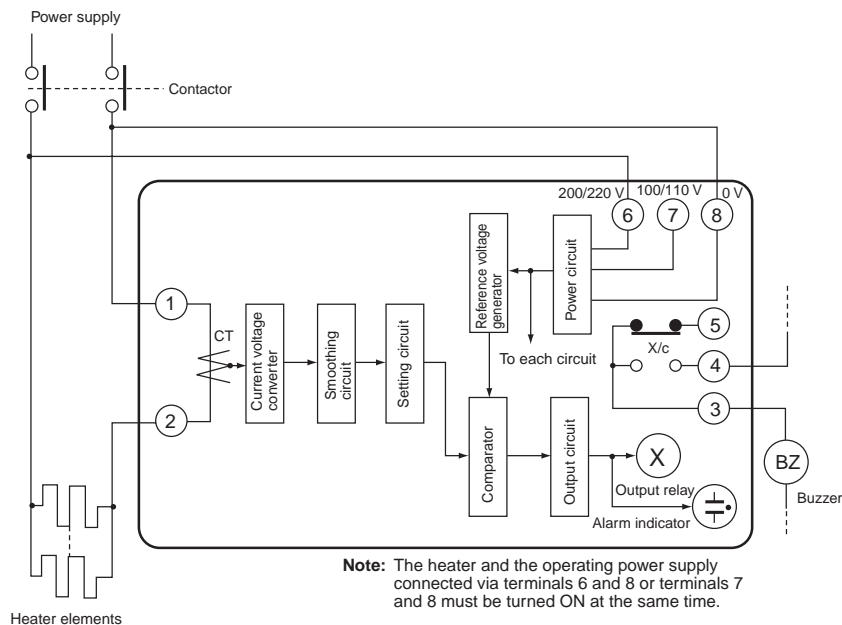 Power supply
Contactor
200/220 V
100/110 V
0 V
6
7
8
Reference voltage
generator
Power circuit
1
CT
Current voltage
converter
Smoothing
circuit
Setting circuit
To each circuit
5
X/c
4
3
2
Comparator
Output circuit
X
Output relay
Alarm indicator
BZ
Buzzer
Note: The heater and the operating power supply
connected via terminals 6 and 8 or terminals 7
and 8 must be turned ON at the same time.
Heater elements